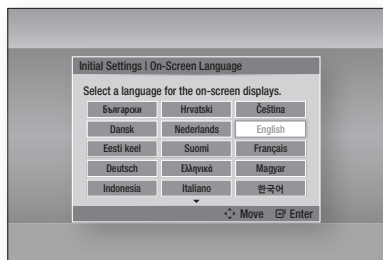 Initial Settings | On-Screen Language
Select a language for the on-screen displays.
Български Hrvatski Čeština
Dansk Nederlands English
Eesti keel Suomi Français
Deutsch Ελληνικά Magyar
Indonesia Italiano 한국어
Move Enter